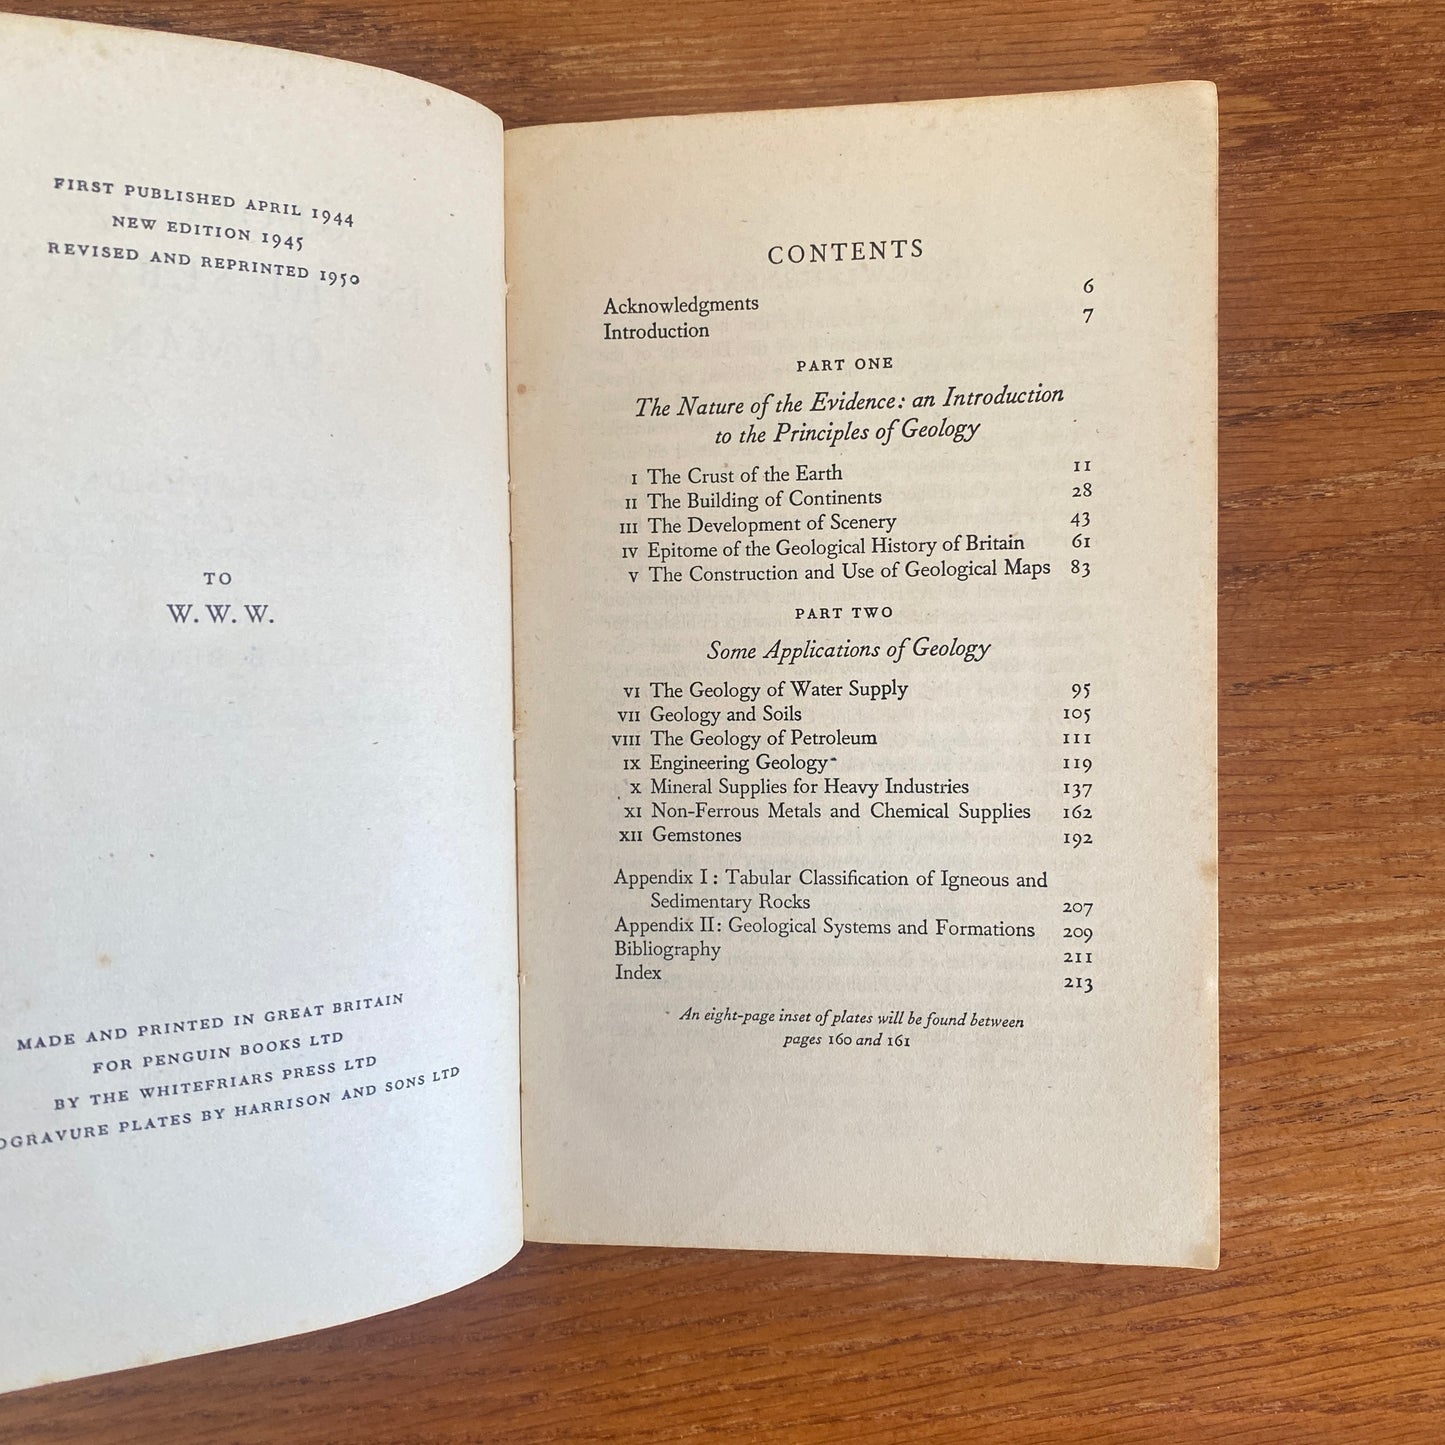 FIRST PUBLISHED APRIL 1944
NEW EDITION 1945
REVISED AND REPRINTED 1950
TO
W. W. W.
MADE AND PRINTED IN GREAT BRITAIN
FOR PENGUIN BOOKS LTD
BY THE WHITEFRIARS PRESS LTD
PLATES BY HARRISON AND SONS LTD
CONTENTS
Acknowledgments 6
Introduction 7
PART ONE
The Nature of the Evidence: an Introduction
to the Principles of Geology
I The Crust of the Earth 11
II The Building of Continents 28
III The Development of Scenery 43
IV Epitome of the Geological History of Britain 61
V The Construction and Use of Geological Maps 83
PART TWO
Some Applications of Geology
VI The Geology of Water Supply 95
VII Geology and Soils 105
VIII The Geology of Petroleum 111
IX Engineering Geology 119
X Mineral Supplies for Heavy Industries 137
XI Non-Ferrous Metals and Chemical Supplies 162
XII Gemstones 192
Appendix I: Tabular Classification of Igneous and
Sedimentary Rocks 207
Appendix II: Geological Systems and Formations 209
Bibliography 211
Index 213
An eight-page inset of plates will be found between
pages 160 and 161